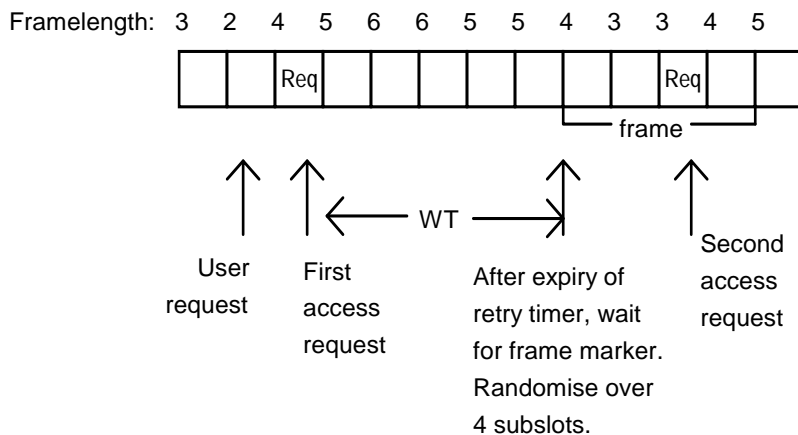 Framelength: 3 2 4 5 6 6 5 5 4 3 3 4 5
Req
Req
frame
WT
User
request
First
access
request
After expiry of
retry timer, wait
for frame marker.
Randomise over
4 subslots.
Second
access
request